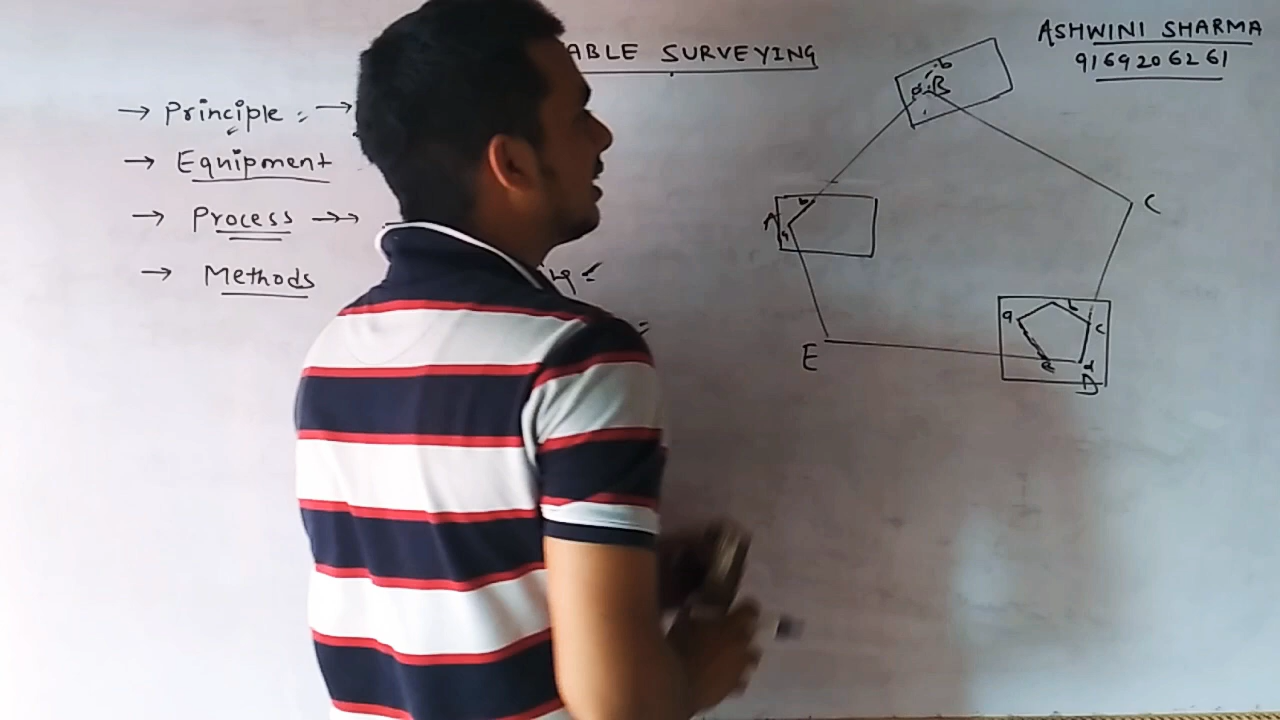 ABLE SURVEYING
ASHWINI SHARMA
9169206261
→ Principle : →
→ Equipment
→ Process →→
→ Methods
b
a
B
b
A
a
C
a
b
c
e
d
D
E